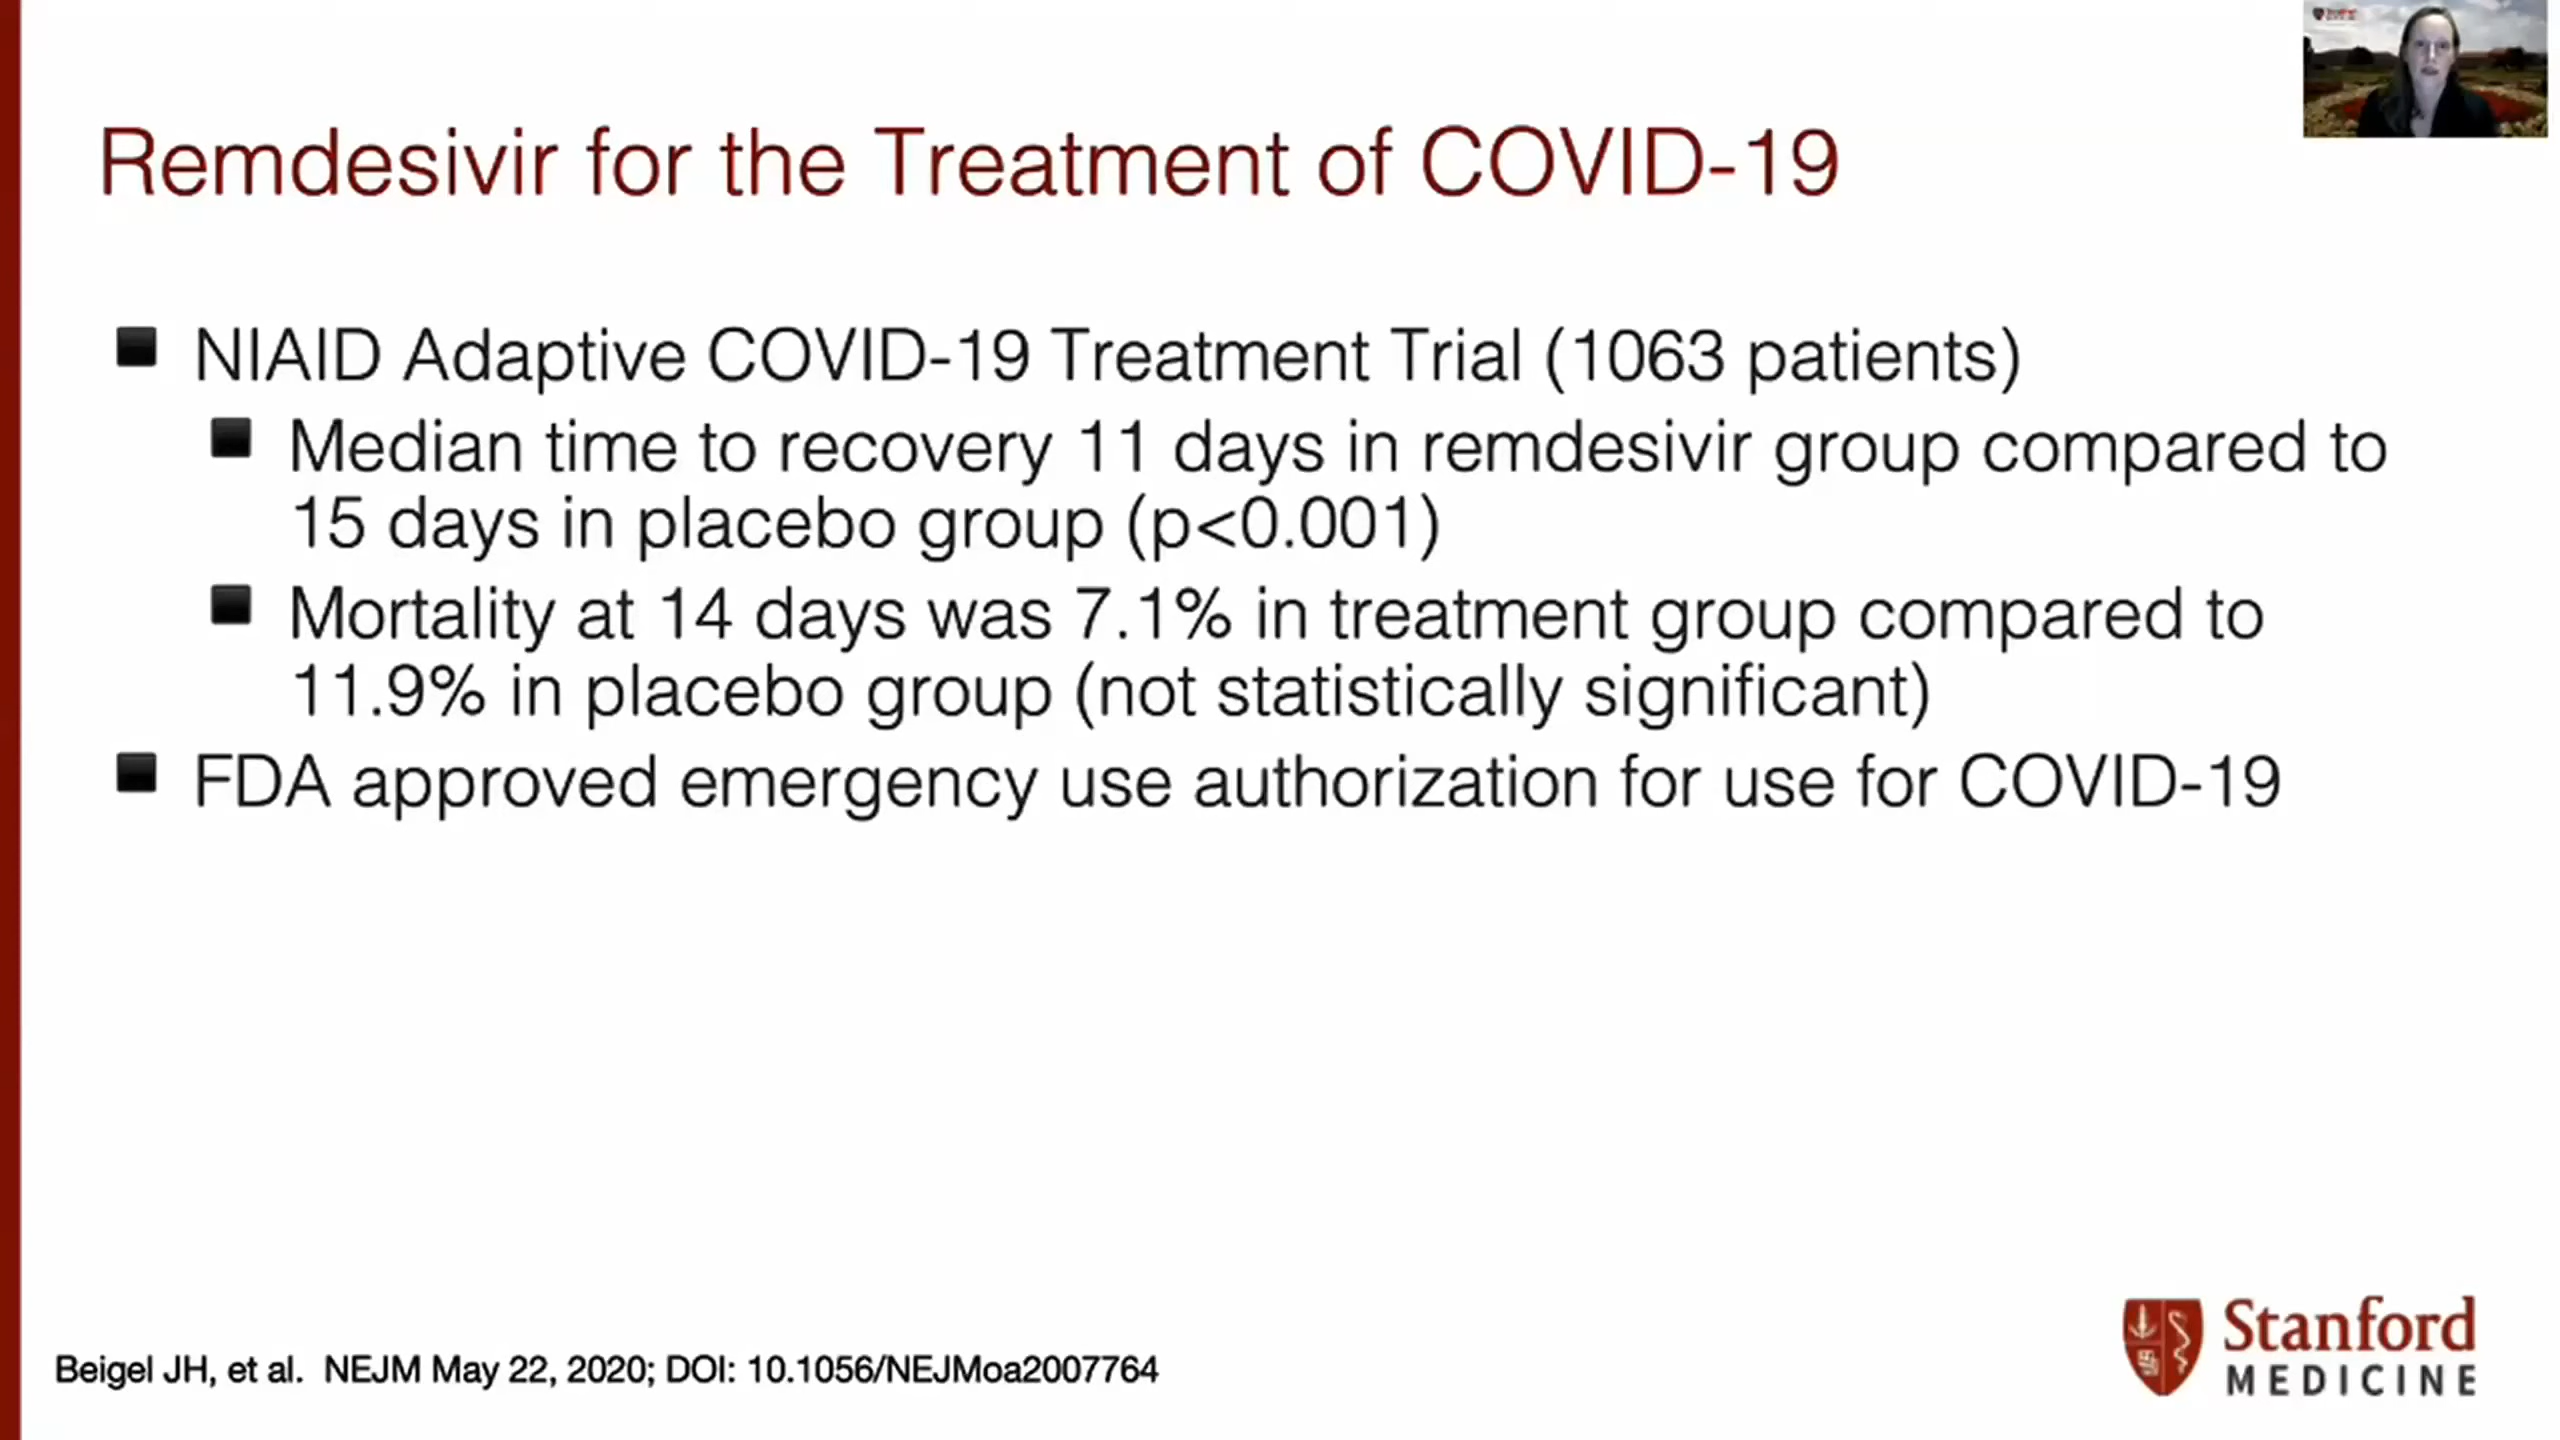 Remdesivir for the Treatment of COVID-19
NIAID Adaptive COVID-19 Treatment Trial (1063 patients)
Median time to recovery 11 days in remdesivir group compared to
15 days in placebo group (p<0.001)
Mortality at 14 days was 7.1% in treatment group compared to
11.9% in placebo group (not statistically significant)
FDA approved emergency use authorization for use for COVID-19
Beigel JH, et al.  NEJM May 22, 2020; DOI: 10.1056/NEJMoa2007764
Stanford
MEDICINE